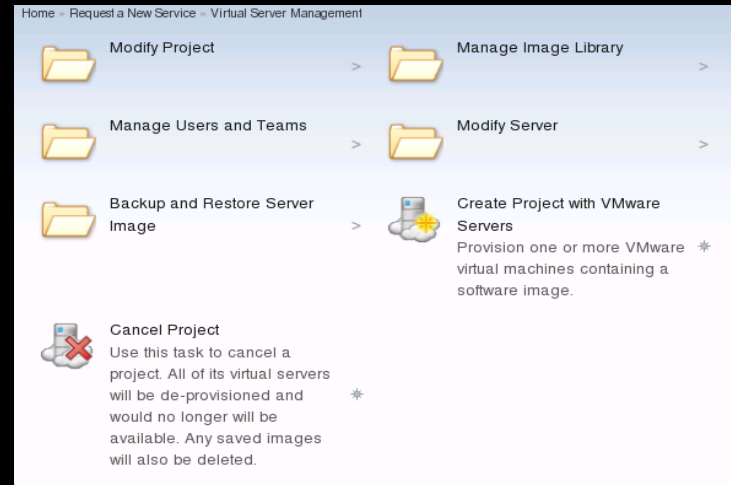 Home » Request a New Service » Virtual Server Management
Modify Project
>
Manage Image Library
>
Manage Users and Teams
>
Modify Server
>
Backup and Restore Server
Image
>
Create Project with VMware
Servers
Provision one or more VMware
virtual machines containing a
software image.
Cancel Project
Use this task to cancel a
project. All of its virtual servers
will be de-provisioned and
would no longer will be
available. Any saved images
will also be deleted.